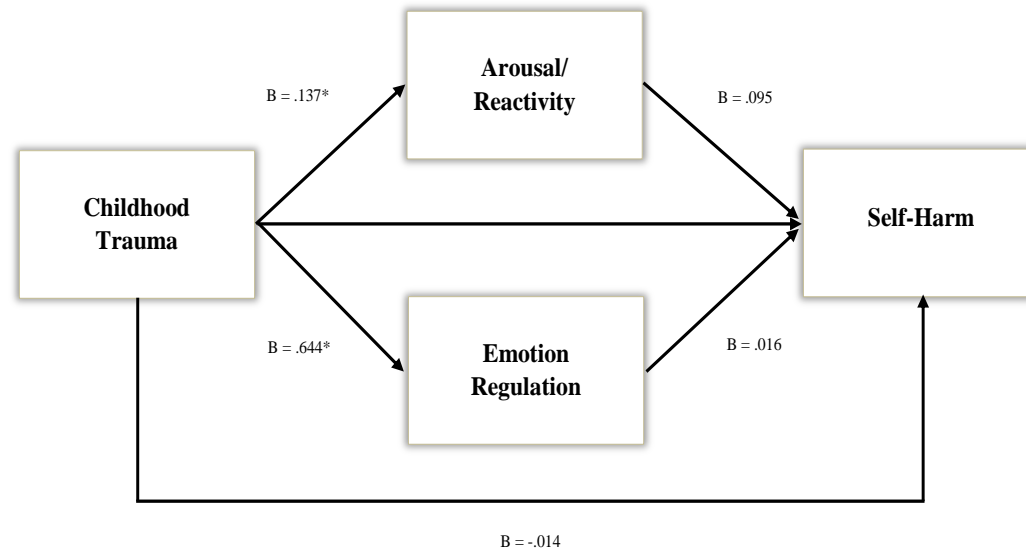 Arousal/
Reactivity
B = .137*
B = .095
Childhood
Trauma
Self-Harm
B = .644*
B = .016
Emotion
Regulation
B = -.014